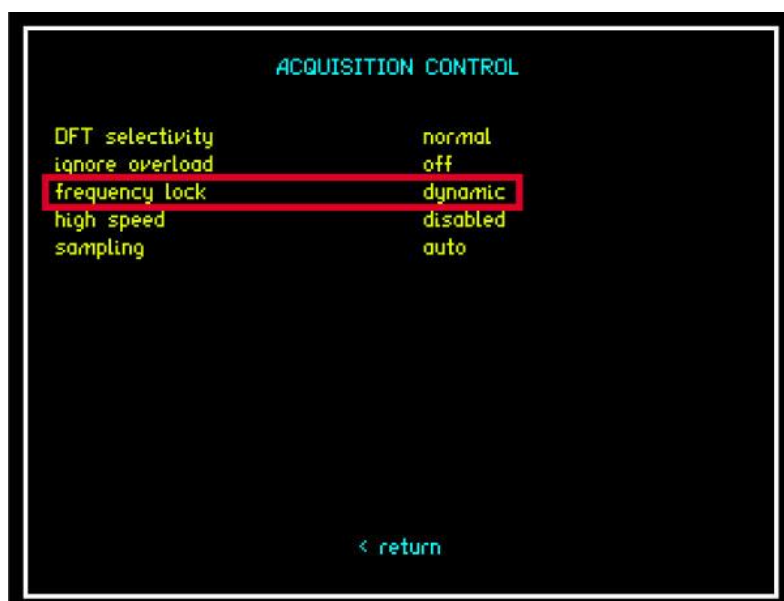 ACQUISITION CONTROL
DFT selectivity normal
ignore overload off
frequency lock dynamic
high speed disabled
sampling auto
< return